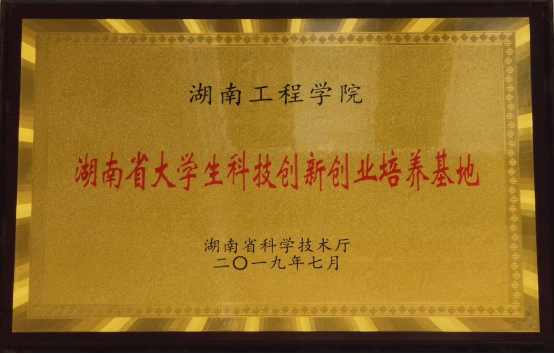 湖南工程学院
湖南省大学生科技创新创业培养基地
湖南省科学技术厅
二〇一九年七月